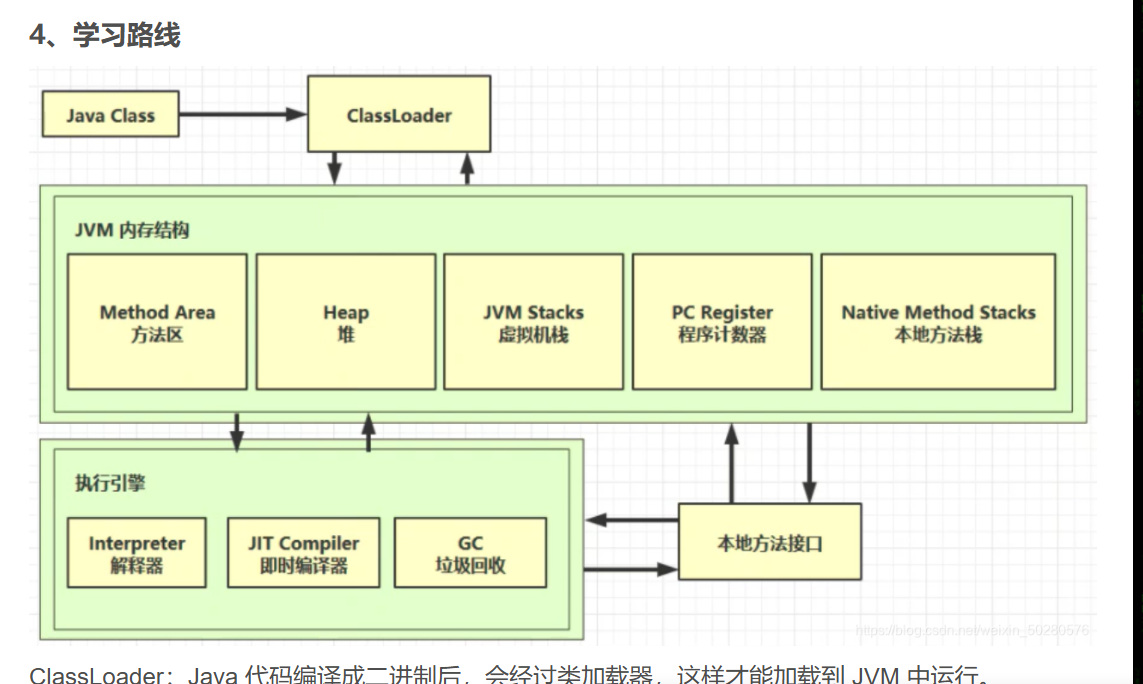 4、学习路线
Java Class
ClassLoader
JVM 内存结构
Method Area
方法区
Heap
堆
JVM Stacks
虚拟机栈
PC Register
程序计数器
Native Method Stacks
本地方法栈
执行引擎
Interpreter
解释器
JIT Compiler
即时编译器
GC
垃圾回收
本地方法接口
https://blog.csdn.net/weixin_50280576
ClassLoader：Java 代码编译成二进制后，会经过类加载器，这样才能加载到 JVM 中运行。